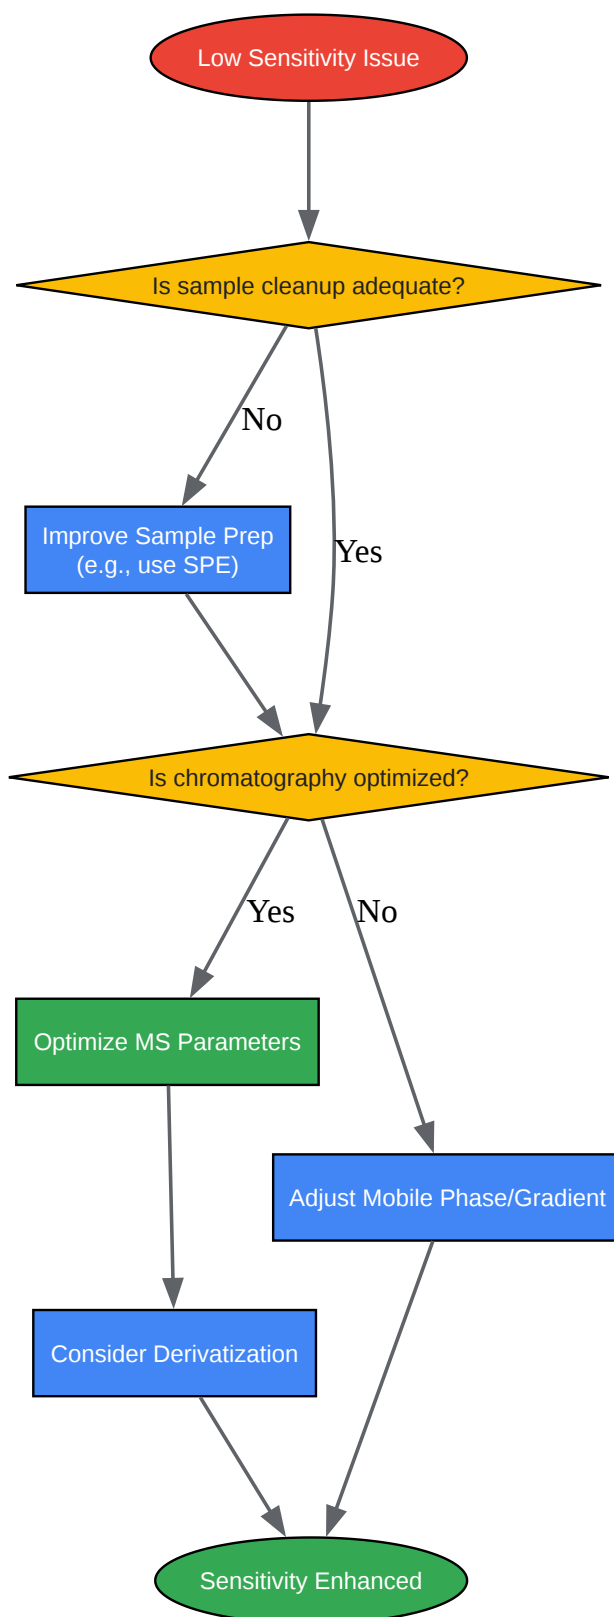 Low Sensitivity Issue
Is sample cleanup adequate?
No
Improve Sample Prep
(e.g., use SPE)
Yes
Is chromatography optimized?
Yes
No
Optimize MS Parameters
Adjust Mobile Phase/Gradient
Consider Derivatization
Sensitivity Enhanced